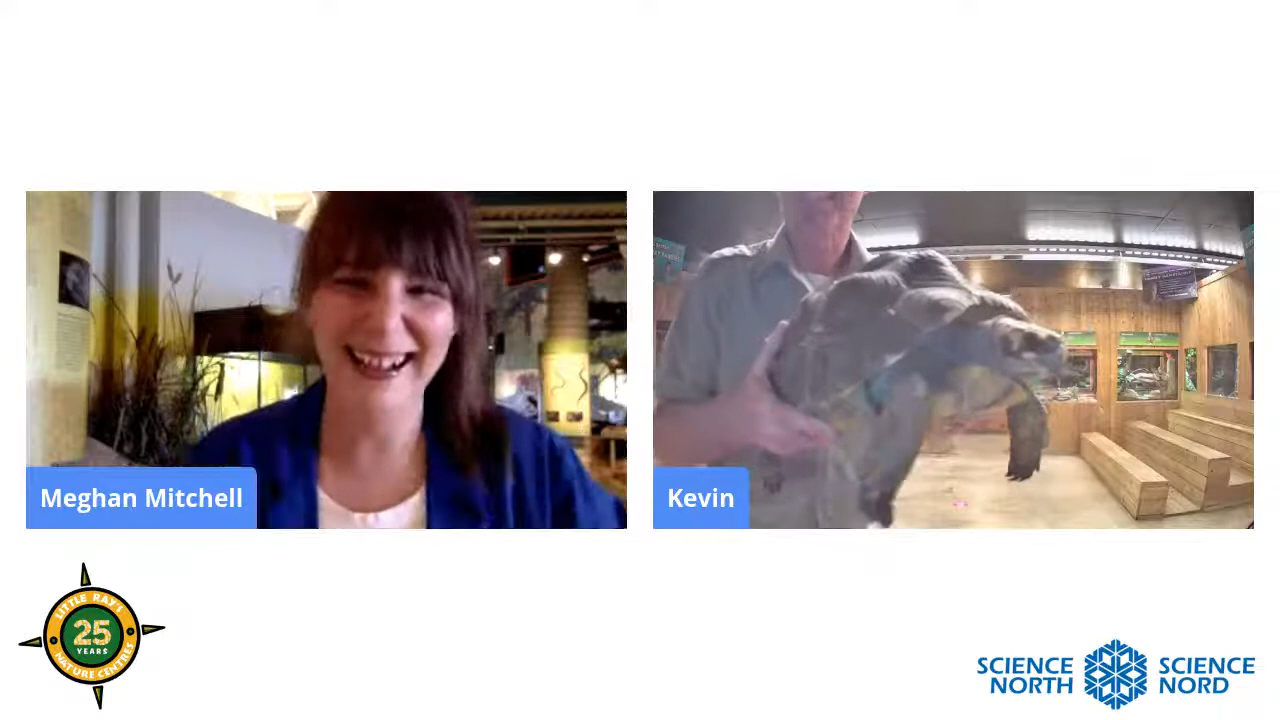 Meghan Mitchell
Kevin
LITTLE RAY'S
25
YEARS
NATURE CENTRES
SCIENCE NORTH
SCIENCE NORD